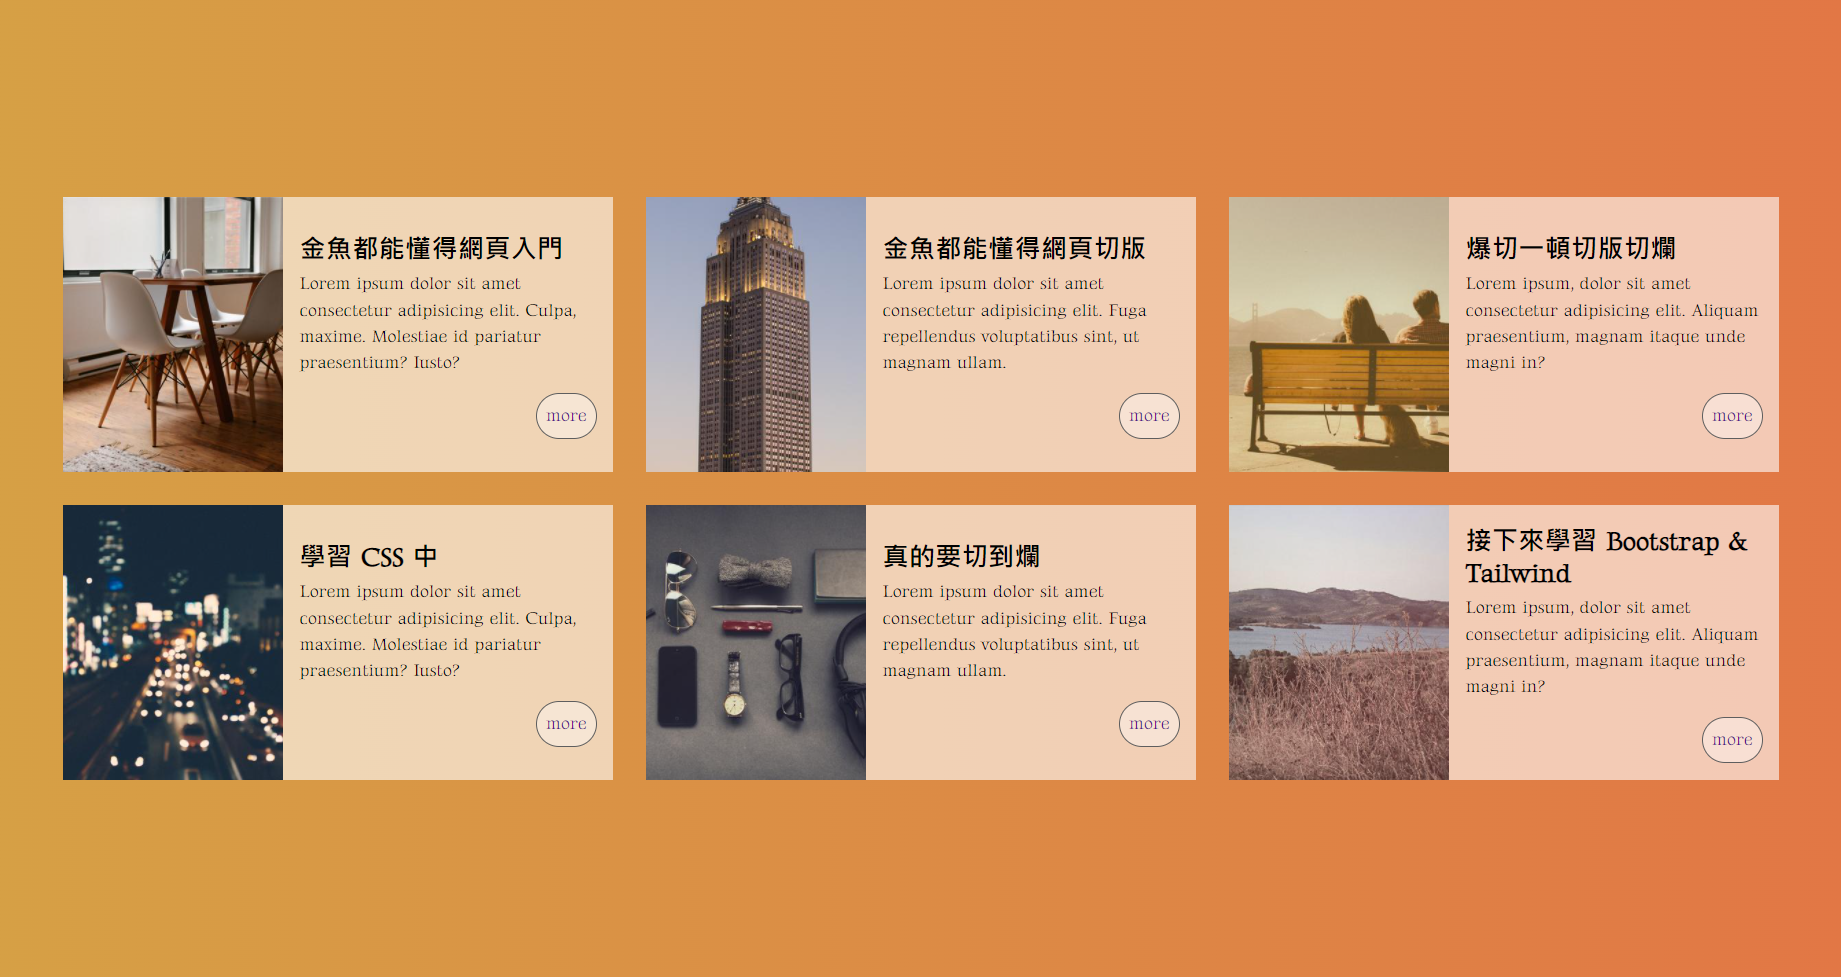 金魚都能懂得網頁入門
Lorem ipsum dolor sit amet
consectetur adipisicing elit. Culpa,
maxime. Molestiae id pariatur
praesentium? Iusto?
more
金魚都能懂得網頁切版
Lorem ipsum dolor sit amet
consectetur adipisicing elit. Fuga
repellendus voluptatibus sint, ut
magnam ullam.
more
爆切一頓切版切爛
Lorem ipsum, dolor sit amet
consectetur adipisicing elit. Aliquam
praesentium, magnam itaque unde
magni in?
more
學習 CSS 中
Lorem ipsum dolor sit amet
consectetur adipisicing elit. Culpa,
maxime. Molestiae id pariatur
praesentium? Iusto?
more
真的要切到爛
Lorem ipsum dolor sit amet
consectetur adipisicing elit. Fuga
repellendus voluptatibus sint, ut
magnam ullam.
more
接下來學習 Bootstrap &
Tailwind
Lorem ipsum, dolor sit amet
consectetur adipisicing elit. Aliquam
praesentium, magnam itaque unde
magni in?
more